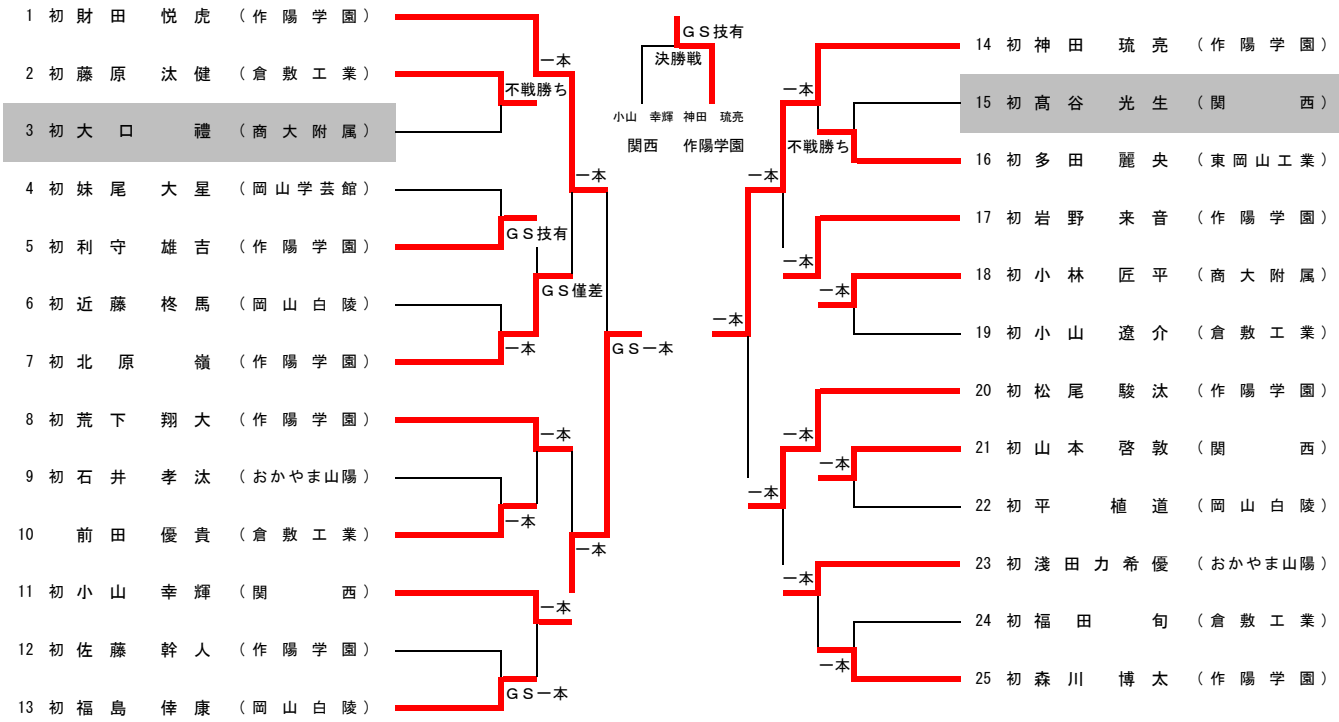 1 初 財田 悦虎 (作陽学園)
2 初 藤原 汰健 (倉敷工業)
3 初 大口 禮 (商大附属)
4 初 妹尾 大星 (岡山学芸館)
5 初 利守 雄吉 (作陽学園)
6 初 近藤 柊馬 (岡山白陵)
7 初 北原 嶺 (作陽学園)
8 初 荒下 翔大 (作陽学園)
9 初 石井 孝汰 (おかやま山陽)
10 前田 優貴 (倉敷工業)
11 初 小山 幸輝 (関西)
12 初 佐藤 幹人 (作陽学園)
13 初 福島 倖康 (岡山白陵)
一本
不戦勝ち
一本
GS技有
GS僅差
一本
GS一本
一本
一本
一本
一本
GS一本
GS技有
決勝戦
小山 幸輝 神田 琉亮
関西 作陽学園
一本
不戦勝ち
一本
一本
一本
一本
一本
一本
一本
一本
一本
14 初 神田 琉亮 (作陽学園)
15 初 髙谷 光生 (関西)
16 初 多田 麗央 (東岡山工業)
17 初 岩野 来音 (作陽学園)
18 初 小林 匠平 (商大附属)
19 初 小山 遼介 (倉敷工業)
20 初 松尾 駿汰 (作陽学園)
21 初 山本 啓敦 (関西)
22 初 平 植道 (岡山白陵)
23 初 淺田力希優 (おかやま山陽)
24 初 福田 旬 (倉敷工業)
25 初 森川 博太 (作陽学園)